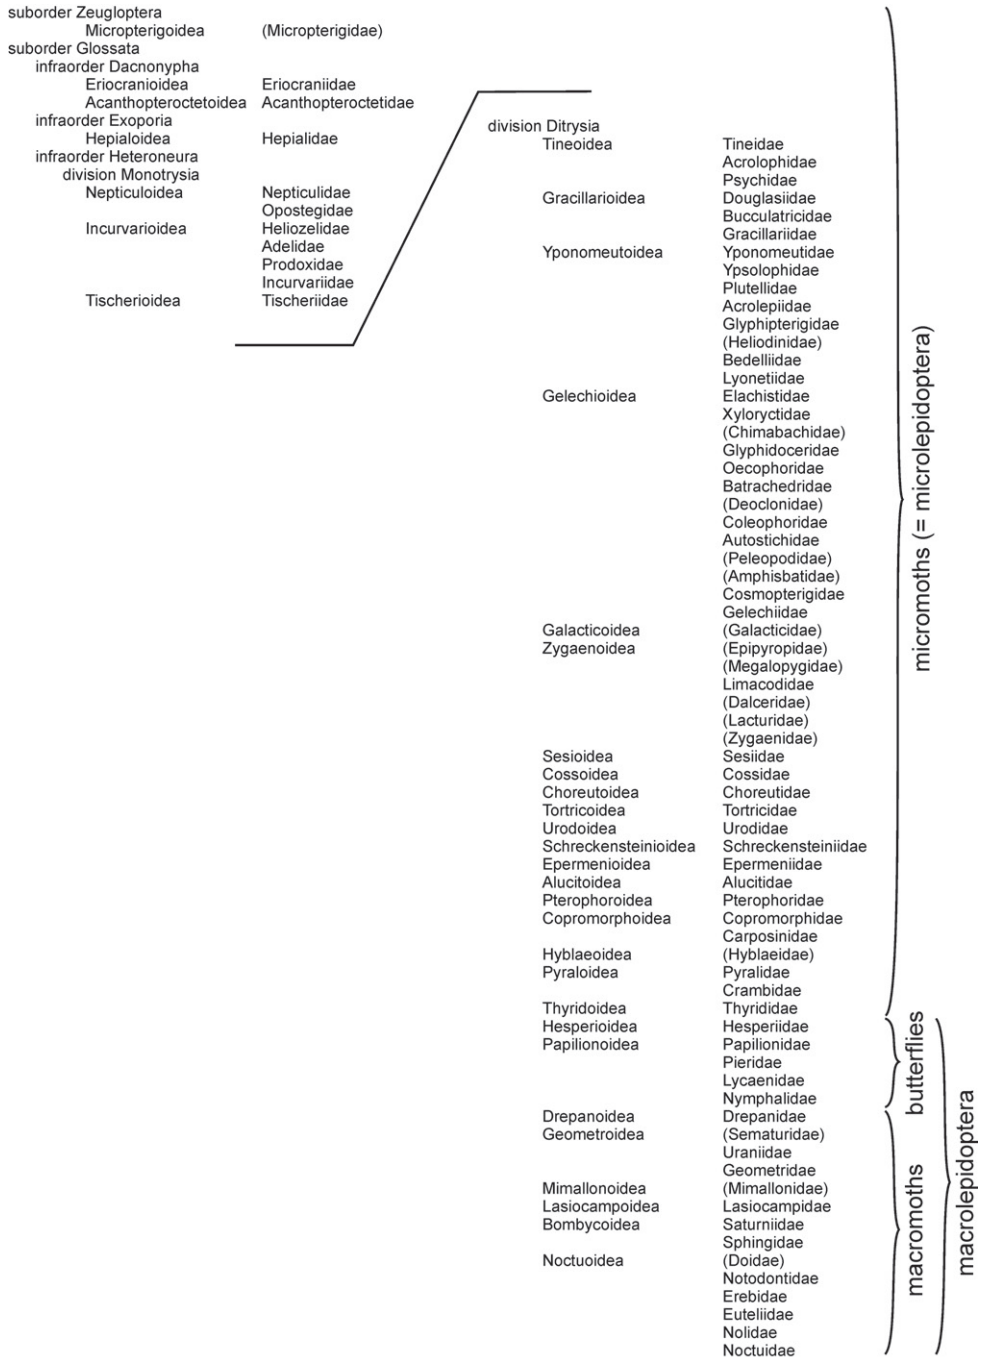 suborder Zeugloptera
Micropterigoidea (Micropterigidae)
suborder Glossata
infraorder Dacnonypha
Eriocranioidea Eriocraniidae
Acanthopteroctetoidea Acanthopteroctetidae
infraorder Exoporia
Hepialoidea Hepialidae
infraorder Heteroneura
division Monotrysia
Nepticuloidea Nepticulidae
Opostegidae
Incurvarioidea Heliozelidae
Adelidae
Prodoxidae
Incurvariidae
Tischerioidea Tischeriidae
division Ditrysia
Tineoidea Tineidae
Acrolophidae
Psychidae
Gracillarioidea Douglasiidae
Bucculatricidae
Gracillariidae
Yponomeutoidea Yponomeutidae
Ypsolophidae
Plutellidae
Acrolepiidae
Glyphipterigidae
(Heliodinidae)
Bedelliidae
Lyonetiidae
Gelechioidea Elachistidae
Xyloryctidae
(Chimabachidae)
Glyphidoceridae
Oecophoridae
Batrachedridae
(Deoclonidae)
Coleophoridae
Autostichidae
(Peleopodidae)
(Amphisbatidae)
Cosmopterigidae
Gelechiidae
Galacticoidea (Galacticidae)
Zygaenoidea (Epipyropidae)
(Megalopygidae)
Limacodidae
(Dalceridae)
(Lacturidae)
(Zygaenidae)
Sesioidea Sesiidae
Cossoidea Cossidae
Choreutoidea Choreutidae
Tortricoidea Tortricidae
Urodoidea Urodidae
Schreckensteinioidea Schreckensteiniidae
Epermenioidea Epermeniidae
Alucitoidea Alucitidae
Pterophoroidea Pterophoridae
Copromorphoidea Copromorphidae
Carposinidae
Hyblaeoidea (Hyblaeidae)
Pyraloidea Pyralidae
Crambidae
Thyridoidea Thyrididae
Hesperioidea Hesperiidae
Papilionoidea Papilionidae
Pieridae
Lycaenidae
Nymphalidae
Drepanoidea Drepanidae
Geometroidea (Sematuridae)
Uraniidae
Geometridae
Mimallonoidea (Mimallonidae)
Lasiocampoidea Lasiocampidae
Bombycoidea Saturniidae
Sphingidae
Noctuoidea (Doidae)
Notodontidae
Erebidae
Euteliidae
Nolidae
Noctuidae
micromoths (= microlepidoptera)
butterflies
macromoths
macrolepidoptera